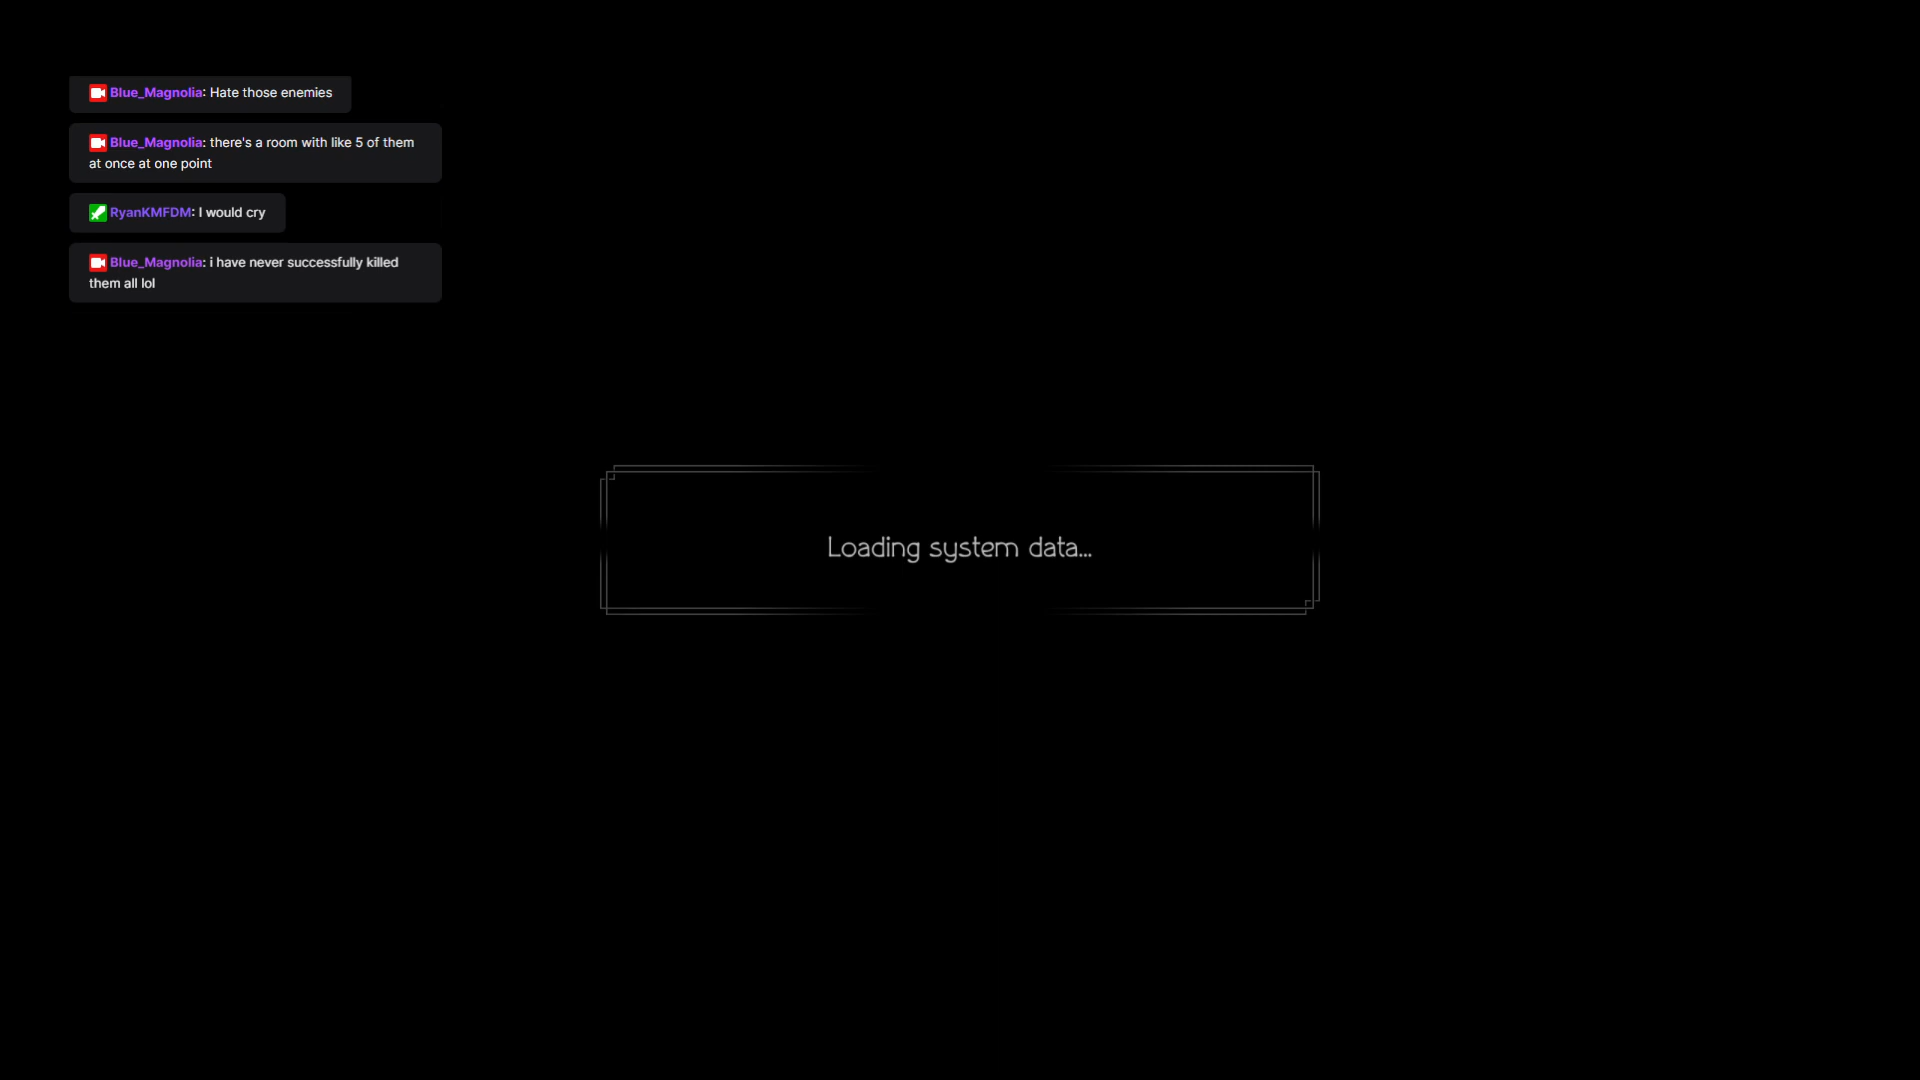 Blue_Magnolia: Hate those enemies
Blue_Magnolia: there's a room with like 5 of them
at once at one point
RyanKMFDM: I would cry
Blue_Magnolia: i have never successfully killed
them all lol
Loading system data...